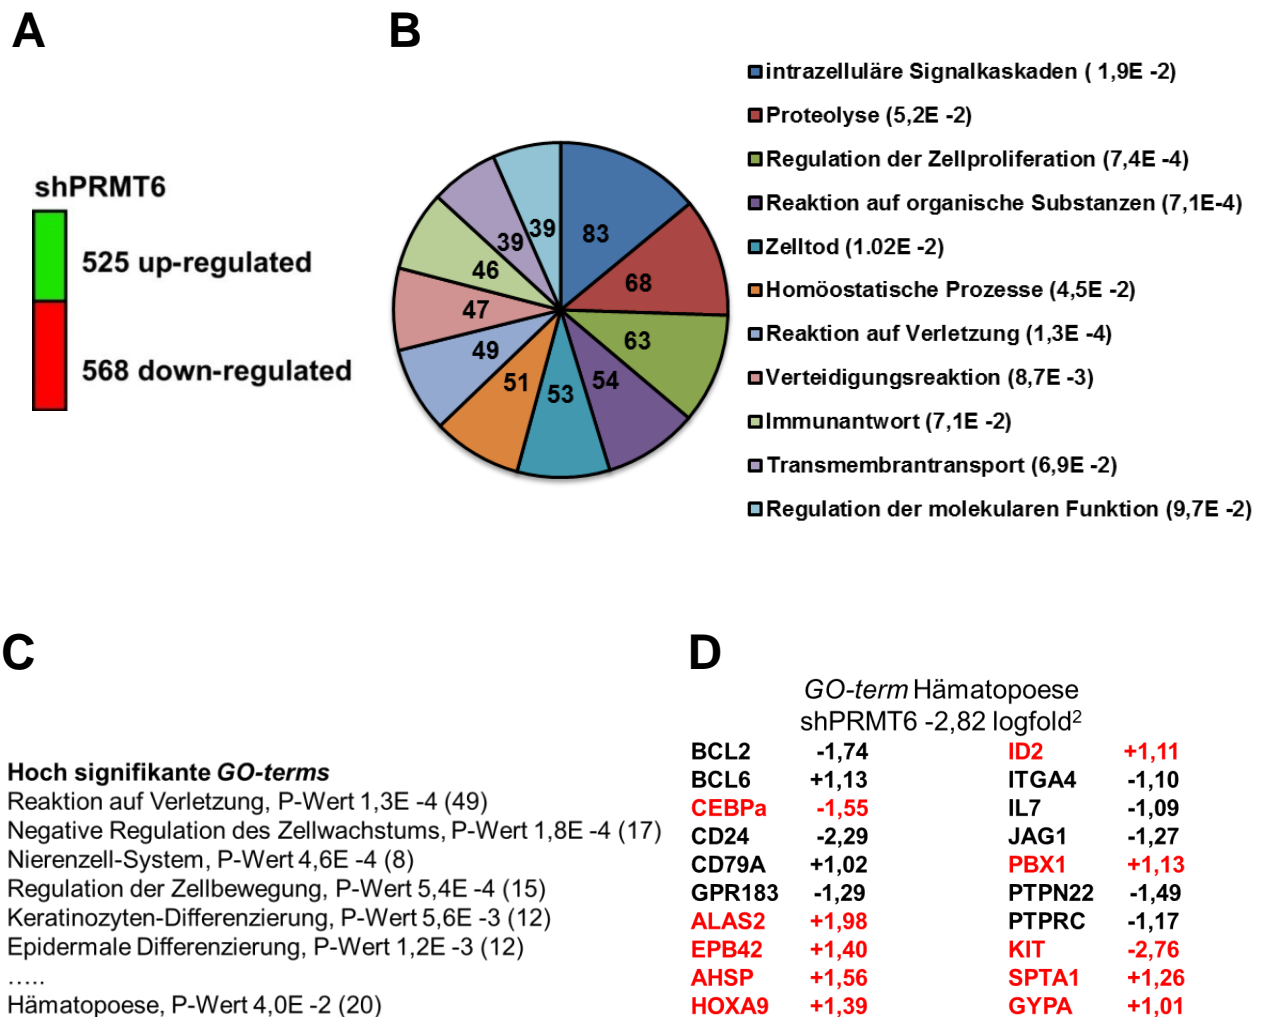 A
B
shPRMT6
525 up-regulated
568 down-regulated
83
68
63
54
53
51
49
47
46
39
39
intrazelluläre Signalkaskaden ( 1,9E -2)
Proteolyse (5,2E -2)
Regulation der Zellproliferation (7,4E -4)
Reaktion auf organische Substanzen (7,1E-4)
Zelltod (1.02E -2)
Homöostatische Prozesse (4,5E -2)
Reaktion auf Verletzung (1,3E -4)
Verteidigungsreaktion (8,7E -3)
Immunantwort (7,1E -2)
Transmembrantransport (6,9E -2)
Regulation der molekularen Funktion (9,7E -2)
C
Hoch signifikante GO-terms
Reaktion auf Verletzung, P-Wert 1,3E -4 (49)
Negative Regulation des Zellwachstums, P-Wert 1,8E -4 (17)
Nierenzell-System, P-Wert 4,6E -4 (8)
Regulation der Zellbewegung, P-Wert 5,4E -4 (15)
Keratinozyten-Differenzierung, P-Wert 5,6E -3 (12)
Epidermale Differenzierung, P-Wert 1,2E -3 (12)
.....
Hämatopoese, P-Wert 4,0E -2 (20)
D
GO-term Hämatopoese
shPRMT6 -2,82 logfold²
BCL2 -1,74 ID2 +1,11
BCL6 +1,13 ITGA4 -1,10
CEBPa -1,55 IL7 -1,09
CD24 -2,29 JAG1 -1,27
CD79A +1,02 PBX1 +1,13
GPR183 -1,29 PTPN22 -1,49
ALAS2 +1,98 PTPRC -1,17
EPB42 +1,40 KIT -2,76
AHSP +1,56 SPTA1 +1,26
HOXA9 +1,39 GYPA +1,01